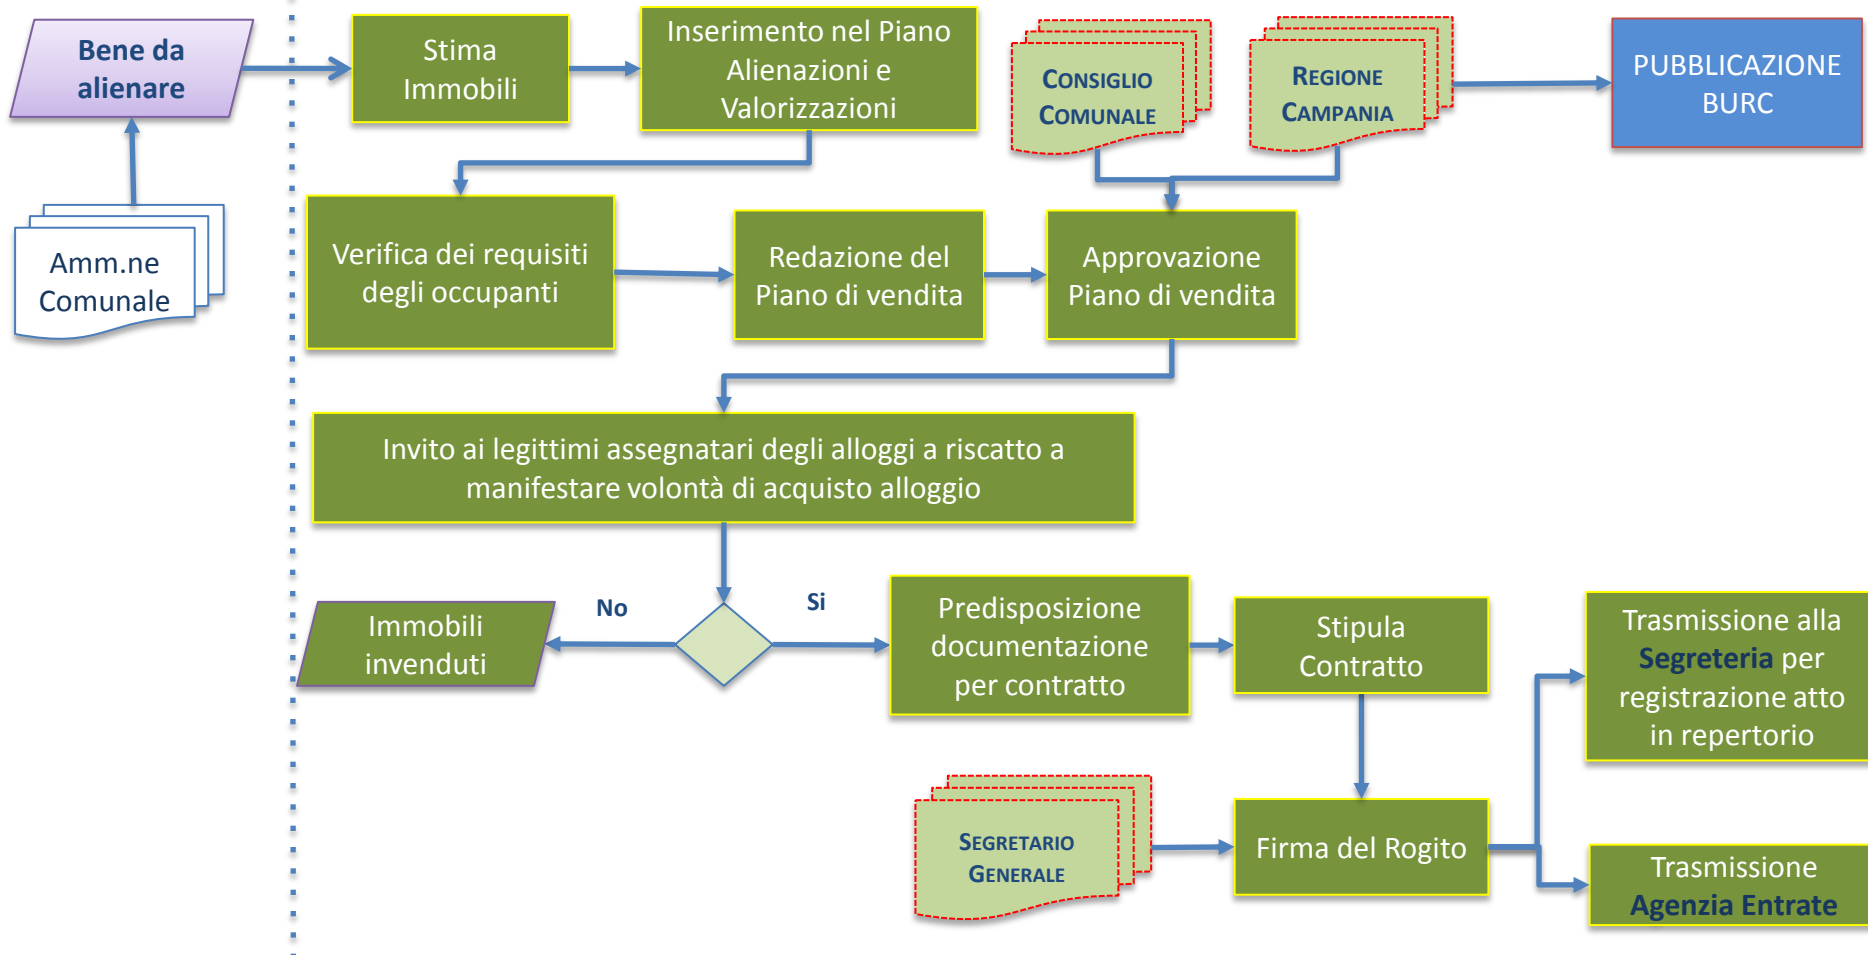 Bene da
alienare
Stima
Immobili
Inserimento nel Piano
Alienazioni e
Valorizzazioni
CONSIGLIO
COMUNALE
REGIONE
CAMPANIA
PUBBLICAZIONE
BURC
Amm.ne
Comunale
Verifica dei requisiti
degli occupanti
Redazione del
Piano di vendita
Approvazione
Piano di vendita
Invito ai legittimi assegnatari degli alloggi a riscatto a
manifestare volontà di acquisto alloggio
No
Si
Immobili
invenduti
Predisposizione
documentazione
per contratto
Stipula
Contratto
Trasmissione alla
Segreteria per
registrazione atto
in repertorio
SEGRETARIO
GENERALE
Firma del Rogito
Trasmissione
Agenzia Entrate